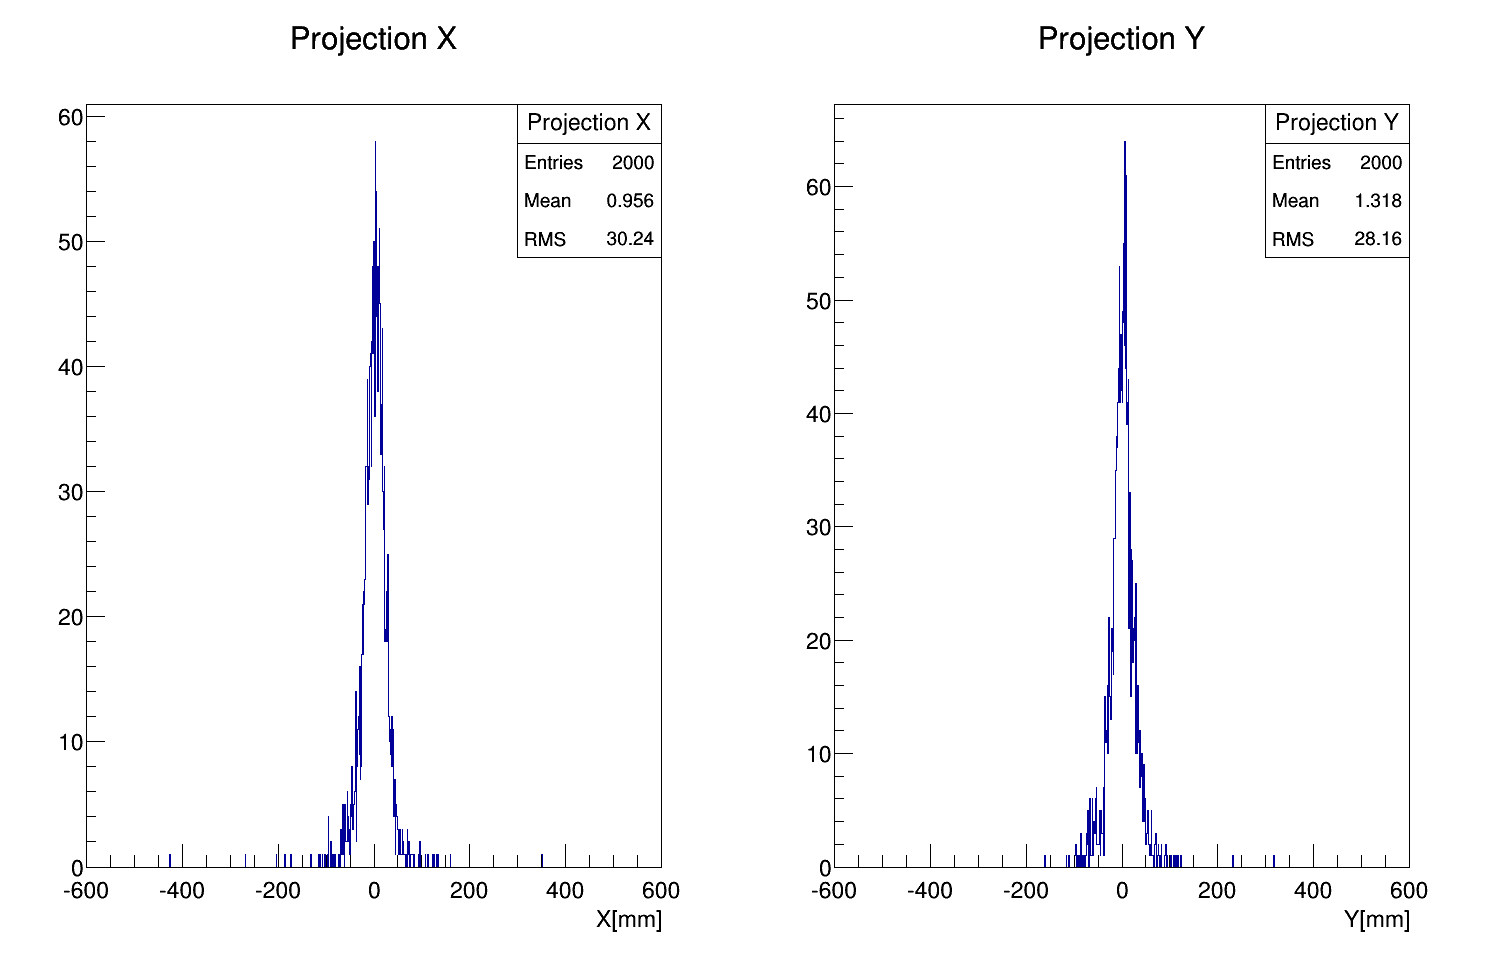 Projection X
Projection X
Entries 2000
Mean 0.956
RMS 30.24
60
50
40
30
20
10
0
-600 -400 -200 0 200 400 600
X[mm]
Projection Y
Projection Y
Entries 2000
Mean 1.318
RMS 28.16
60
50
40
30
20
10
0
-600 -400 -200 0 200 400 600
Y[mm]